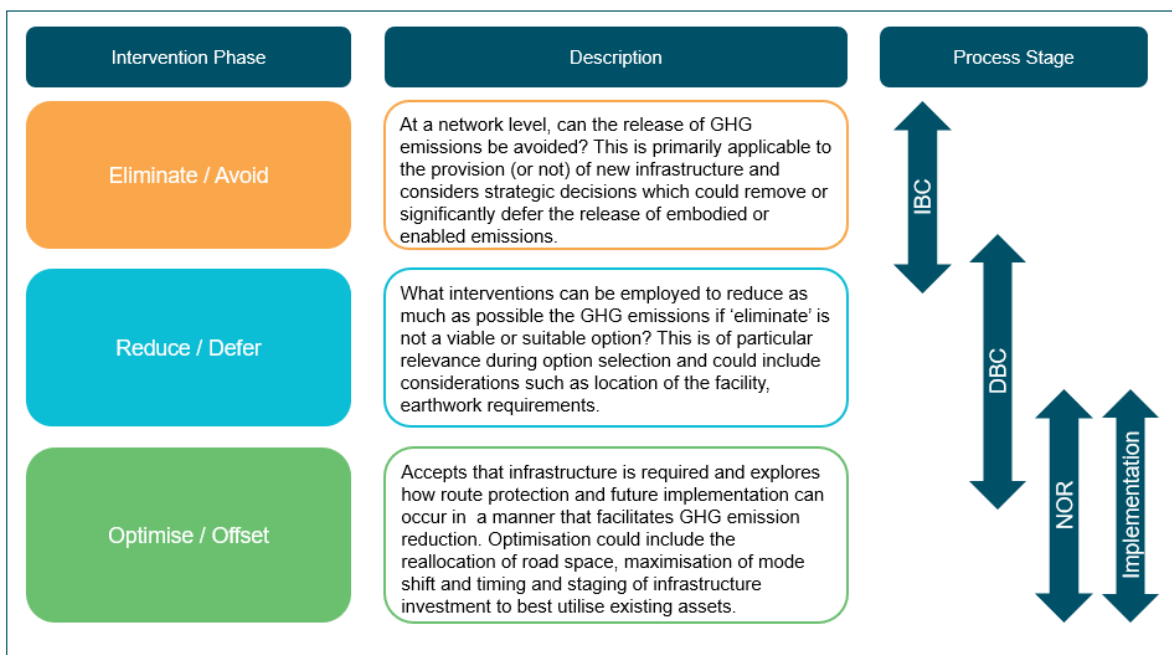 Intervention Phase
Description
Process Stage
Eliminate / Avoid
At a network level, can the release of GHG
emissions be avoided? This is primarily applicable to
the provision (or not) of new infrastructure and
considers strategic decisions which could remove or
significantly defer the release of embodied or
enabled emissions.
IBC
Reduce / Defer
What interventions can be employed to reduce as
much as possible the GHG emissions if ‘eliminate’ is
not a viable or suitable option? This is of particular
relevance during option selection and could include
considerations such as location of the facility,
earthwork requirements.
DBC
Optimise / Offset
Accepts that infrastructure is required and explores
how route protection and future implementation can
occur in  a manner that facilitates GHG emission
reduction. Optimisation could include the
reallocation of road space, maximisation of mode
shift and timing and staging of infrastructure
investment to best utilise existing assets.
NOR
Implementation